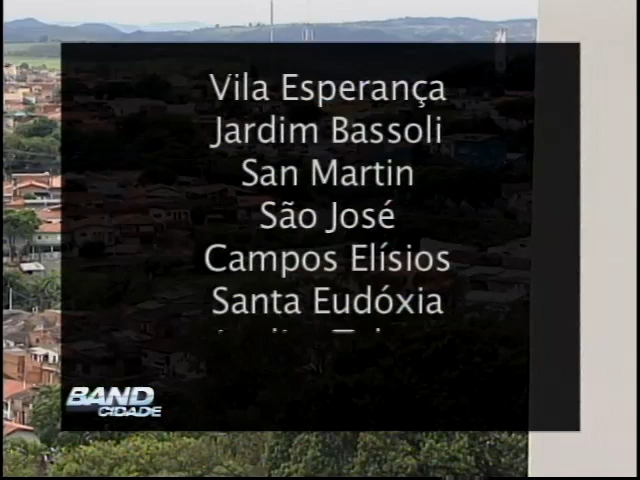 Vila Esperança
Jardim Bassoli
San Martin
São José
Campos Elísios
Santa Eudóxia
BAND
CIDADE